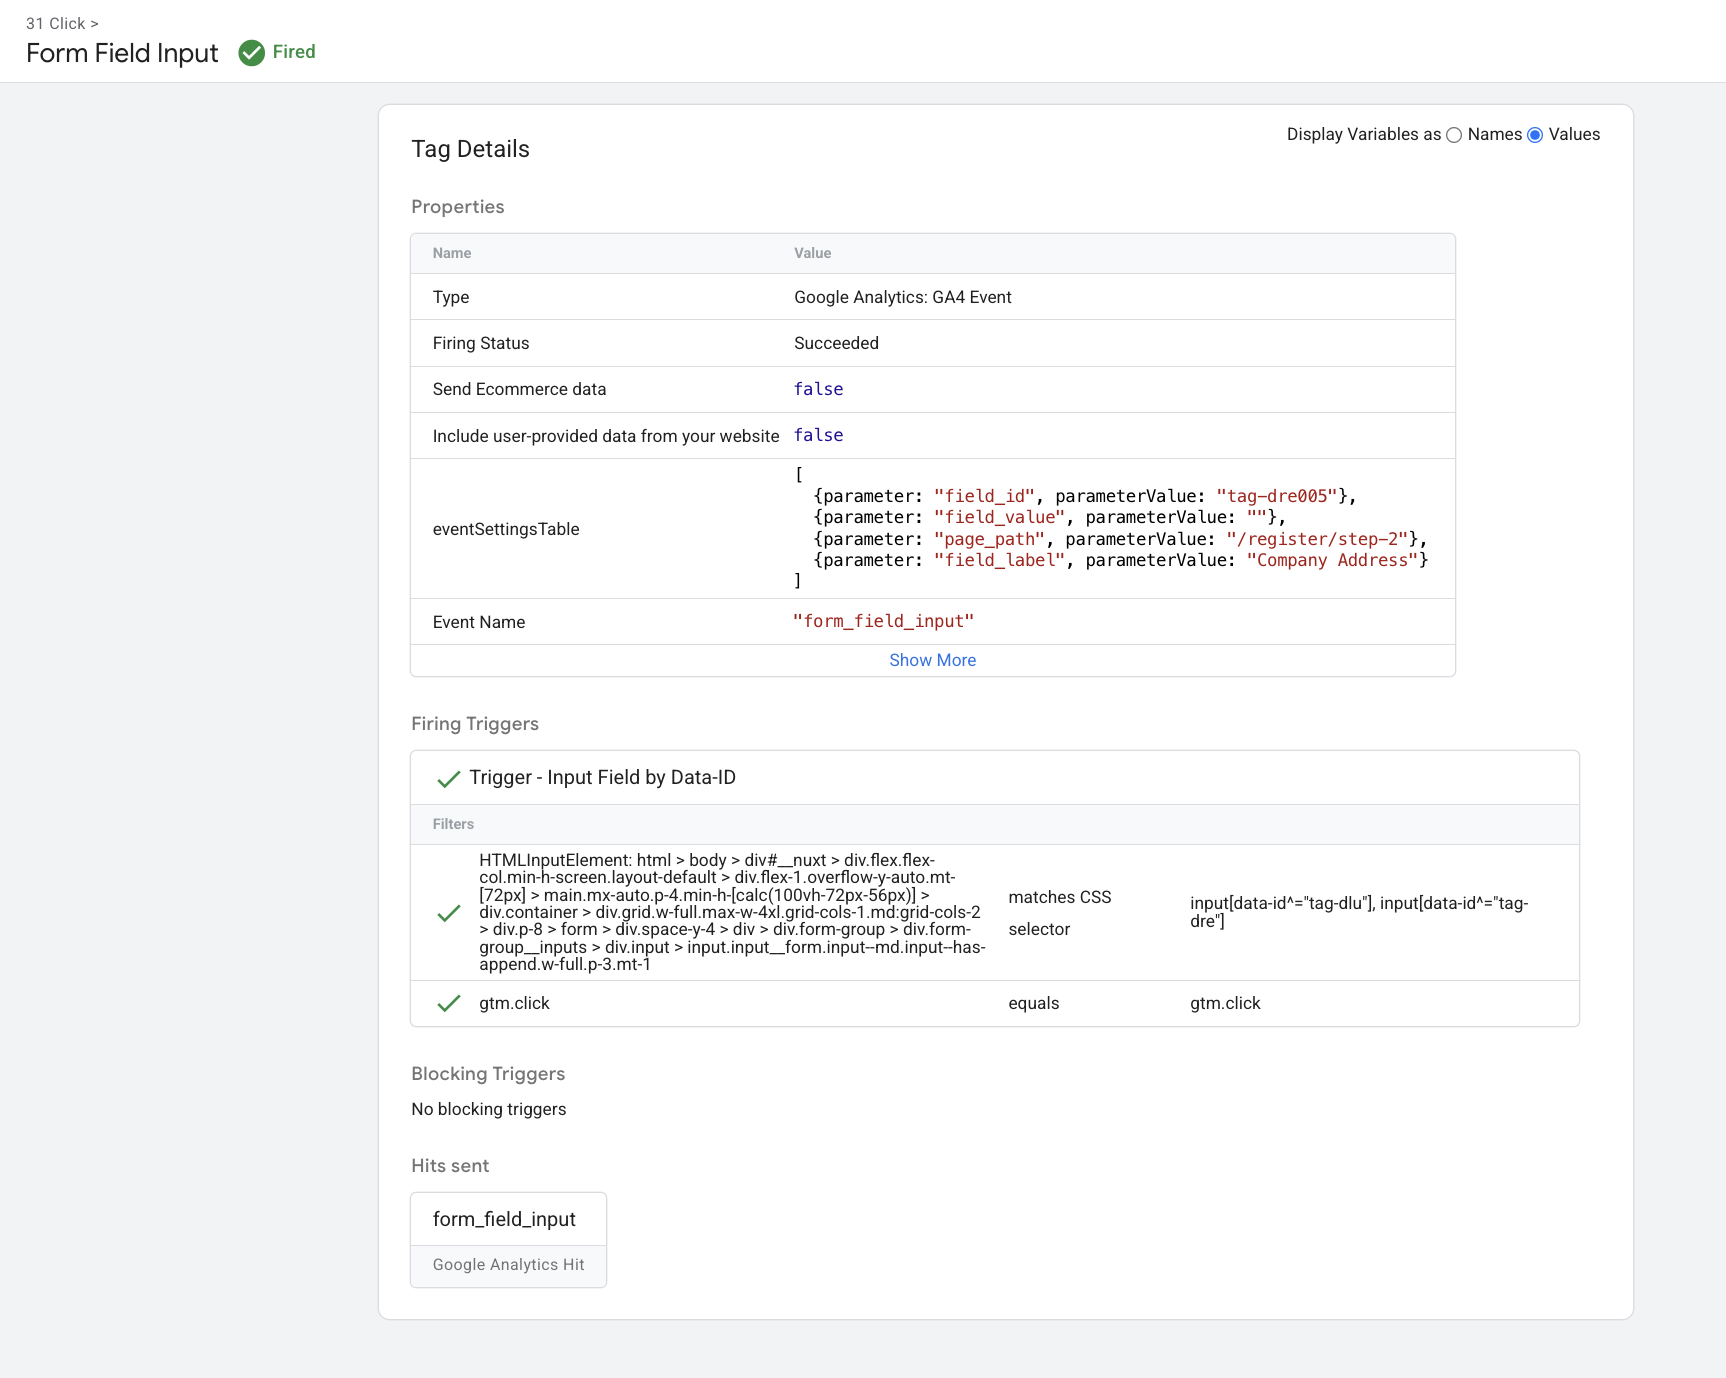 31 Click >
Form Field Input Fired
Tag Details
Display Variables as Names Values
Properties
Name Value
Type Google Analytics: GA4 Event
Firing Status Succeeded
Send Ecommerce data false
Include user-provided data from your website false
eventSettingsTable
[
{parameter: "field_id", parameterValue: "tag-dre005"},
{parameter: "field_value", parameterValue: ""},
{parameter: "page_path", parameterValue: "/register/step-2"},
{parameter: "field_label", parameterValue: "Company Address"}
]
Event Name "form_field_input"
Show More
Firing Triggers
Trigger - Input Field by Data-ID
Filters
HTMLInputElement: html > body > div#__nuxt > div.flex.flex-
col.min-h-screen.layout-default > div.flex-1.overflow-y-auto.mt-
[72px] > main.mx-auto.p-4.min-h-[calc(100vh-72px-56px)] >
div.container > div.grid.w-full.max-w-4xl.grid-cols-1.md:grid-cols-2
> div.p-8 > form > div.space-y-4 > div > div.form-group > div.form-
group__inputs > div.input > input.input__form.input--md.input--has-
append.w-full.p-3.mt-1
matches CSS
selector
input[data-id^="tag-dlu"], input[data-id^="tag-
dre"]
gtm.click equals gtm.click
Blocking Triggers
No blocking triggers
Hits sent
form_field_input
Google Analytics Hit